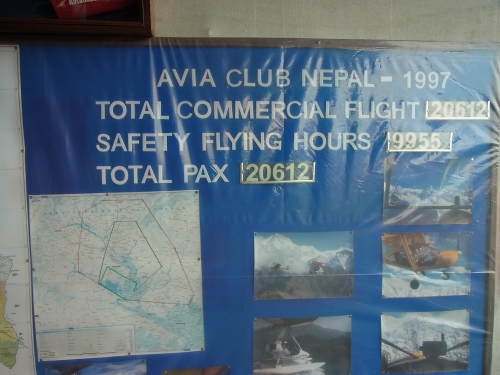 AVIA CLUB NEPAL - 1997
TOTAL COMMERCIAL FLIGHT 20612
SAFETY FLYING HOURS 9955
TOTAL PAX 20612